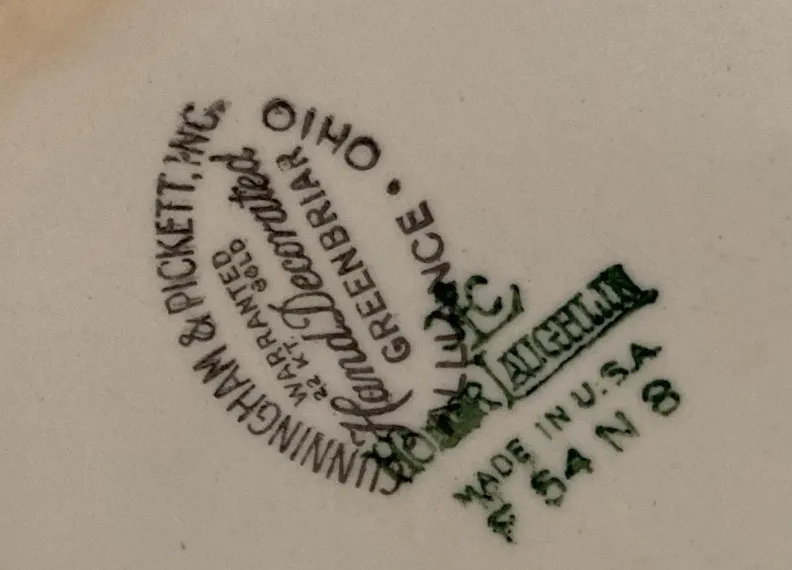 CUNNINGHAM & PICKETT, INC.
WARRANTED
22 KT. GOLD
Hand Decorated
GREENBRIAR
OHIO
HOMER LAUGHLIN
MADE IN U.S.A.
54 N 8